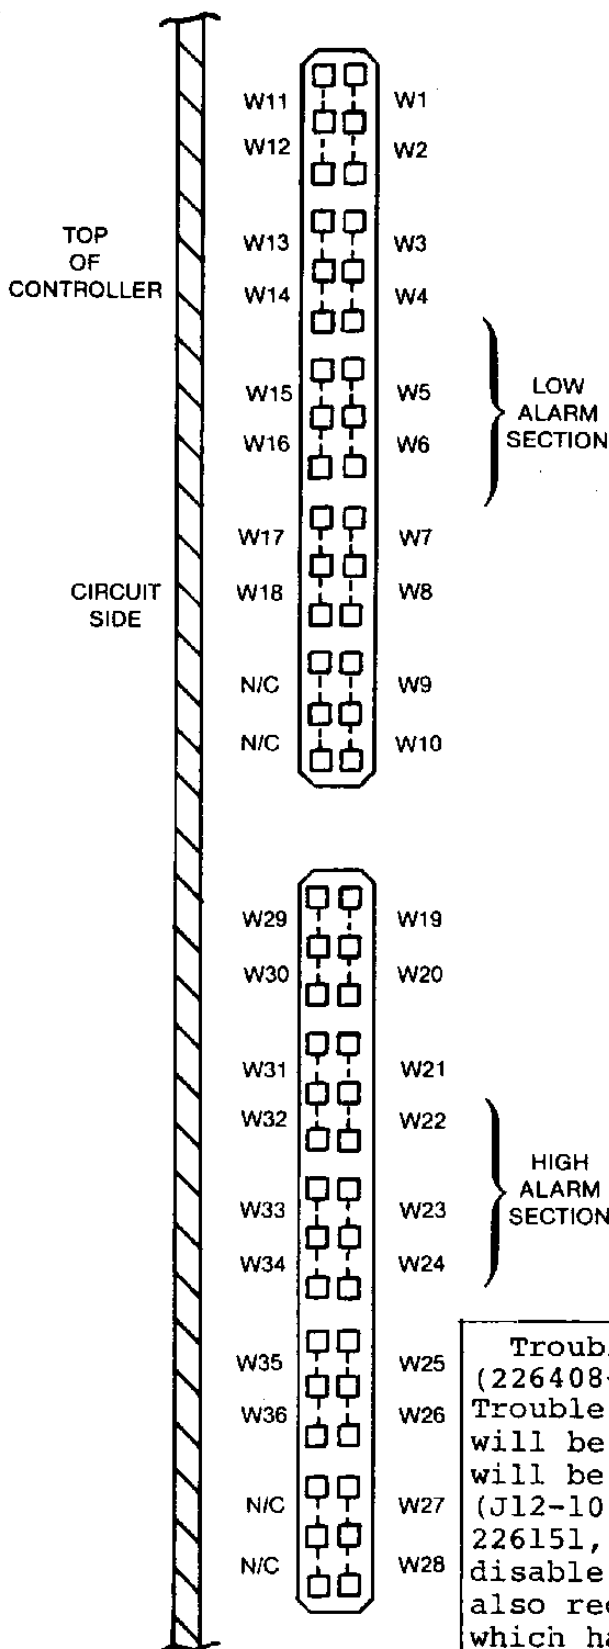 W11 W1
W12 W2
W13 W3
TOP
OF
CONTROLLER
W14 W4
W15 W5
W16 W6
LOW
ALARM
SECTION
W17 W7
CIRCUIT
SIDE
W18 W8
N/C W9
N/C W10
W29 W19
W30 W20
W31 W21
W32 W22
HIGH
ALARM
SECTION
W33 W23
W34 W24
W35 W25
W36 W26
N/C W27
N/C W28
(226408
Trouble
will be
will be
(J12-10
226151,
disable
also